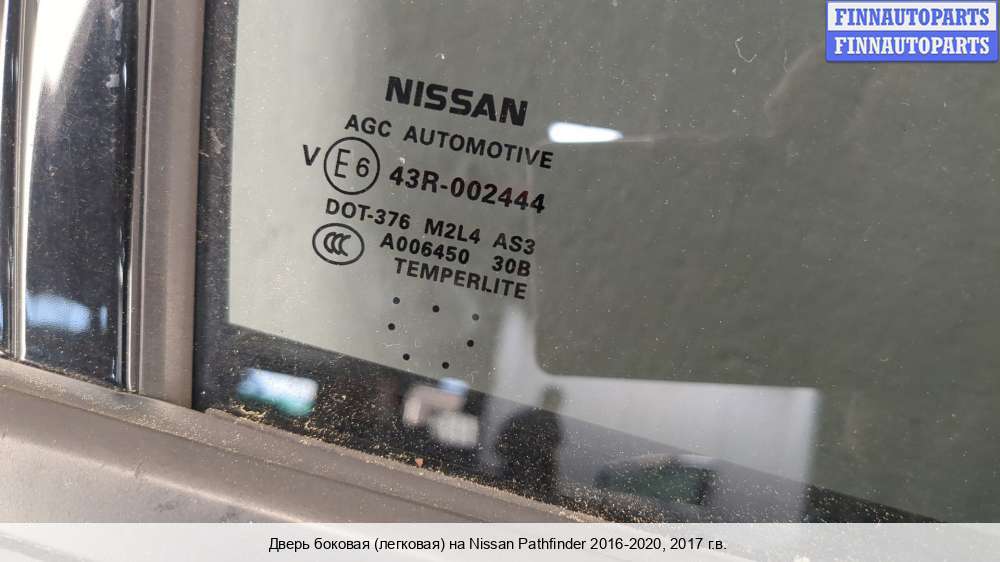 FINNAUTOPARTS
FINNAUTOPARTS
NISSAN
AGC AUTOMOTIVE
V E6 43R-002444
DOT-376 M2L4 AS3
CCC A006450 30B
TEMPERLITE
Дверь боковая (легковая) на Nissan Pathfinder 2016-2020, 2017 г.в.